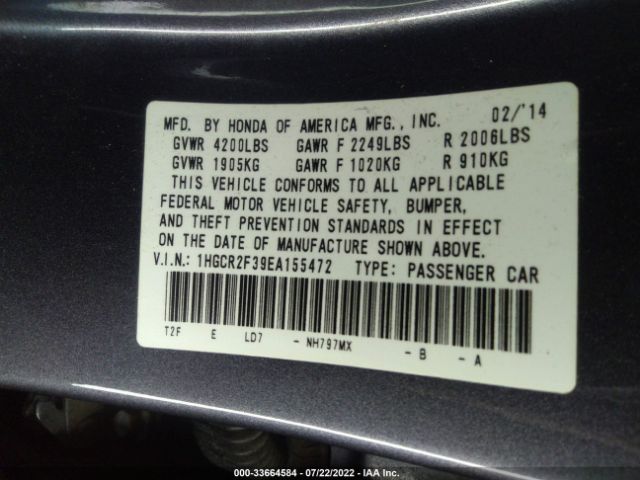 MFD. BY HONDA OF AMERICA MFG., INC. 02/'14
GVWR 4200LBS GAWR F 2249LBS R 2006LBS
GVWR 1905KG GAWR F 1020KG R 910KG
THIS VEHICLE CONFORMS TO ALL APPLICABLE
FEDERAL MOTOR VEHICLE SAFETY, BUMPER,
AND THEFT PREVENTION STANDARDS IN EFFECT
ON THE DATE OF MANUFACTURE SHOWN ABOVE.
V.I.N.: 1HGCR2F39EA155472 TYPE: PASSENGER CAR
T2F E LD7 - NH797MX - B - A
000-33664584 - 07/22/2022 - IAA Inc.